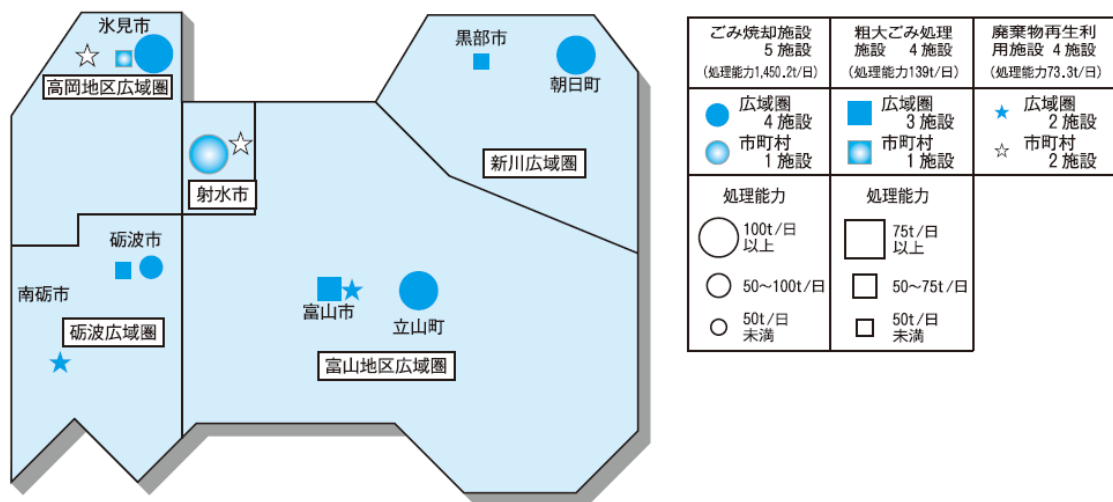 氷見市
高岡地区広域圏
射水市
砺波市
南砺市
砺波広域圏
黒部市
朝日町
新川広域圏
富山市
立山町
富山地区広域圏
ごみ焼却施設
5施設
(処理能力1,450.2t/日)
粗大ごみ処理
施設 4施設
(処理能力139t/日)
廃棄物再生利
用施設 4施設
(処理能力73.3t/日)
広域圏
4施設
市町村
1施設
広域圏
3施設
市町村
1施設
広域圏
2施設
市町村
2施設
処理能力
100t/日
以上
50～100t/日
50t/日
未満
処理能力
75t/日
以上
50～75t/日
50t/日
未満